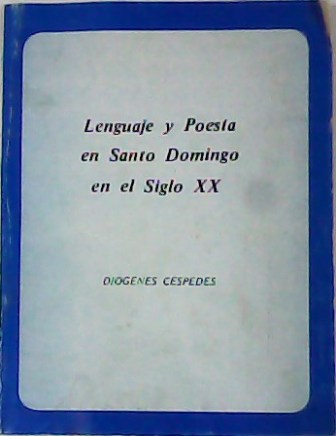 Lenguaje y Poesía
en Santo Domingo
en el Siglo XX
DIOGENES CESPEDES